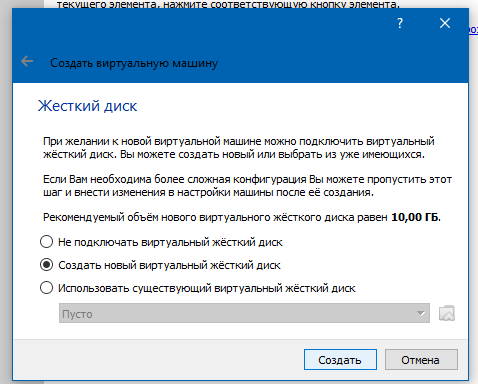 текущего элемента, нажмите соответствующую кнопку элемента.
?
Создать виртуальную машину
Жесткий диск
При желании к новой виртуальной машине можно подключить виртуальный
жёсткий диск. Вы можете создать новый или выбрать из уже имеющихся.
Если Вам необходима более сложная конфигурация Вы можете пропустить этот
шаг и внести изменения в настройки машины после её создания.
Рекомендуемый объём нового виртуального жёсткого диска равен 10,00 ГБ.
Не подключать виртуальный жёсткий диск
Создать новый виртуальный жёсткий диск
Использовать существующий виртуальный жёсткий диск
Пусто
Создать
Отмена